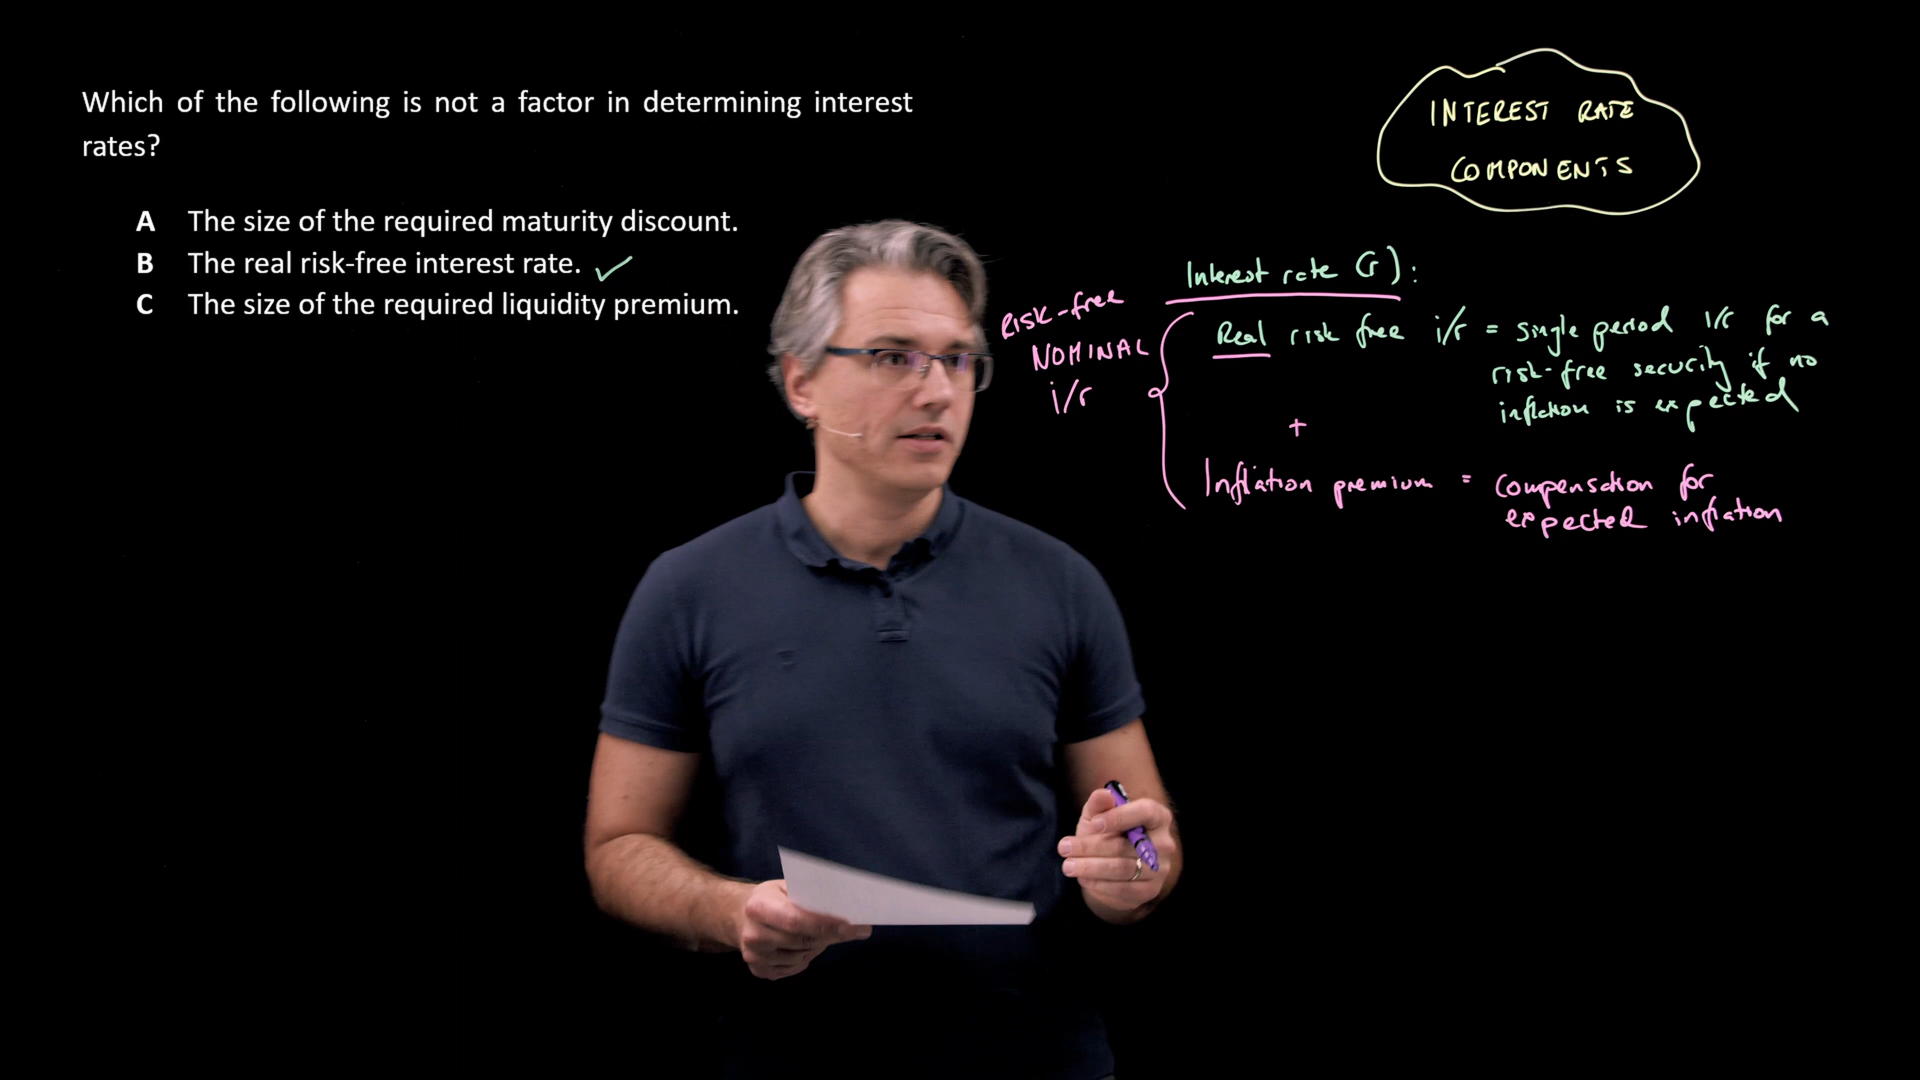 Which of the following is not a factor in determining interest
rates?
A The size of the required maturity discount.
B The real risk-free interest rate. ✓
C The size of the required liquidity premium.
INTEREST RATE
COMPONENTS
Interest rate (r):
Risk-free
NOMINAL
i/r
Real risk free i/r = single period i/r for a
risk-free security if no
inflation is expected
+
Inflation premium = compensation for
expected inflation